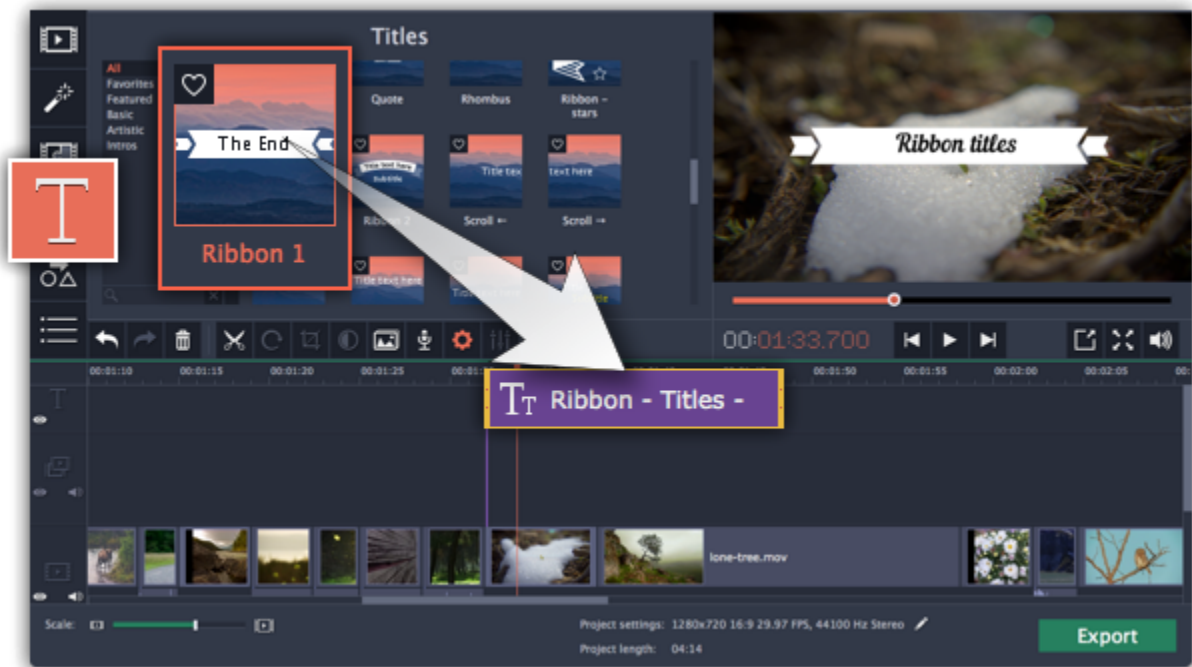 Titles
All
Favorites
Featured
Basic
Artistic
Intros
The End
Ribbon 1
Quote
Rhombus
Ribbon -
stars
Title text here
subtitle
Title tex
text here
Ribbon 2
Scroll ←
Scroll →
Title text here
T
Ribbon titles
00:01:33.700
00:01:10
00:01:15
00:01:20
00:01:25
00:01:50
00:01:55
00:02:00
00:02:05
00:
T
TT Ribbon - Titles -
lone-tree.mov
Scale:
Project settings: 1280x720 16:9 29.97 FPS, 44100 Hz Stereo
Project length: 04:14
Export